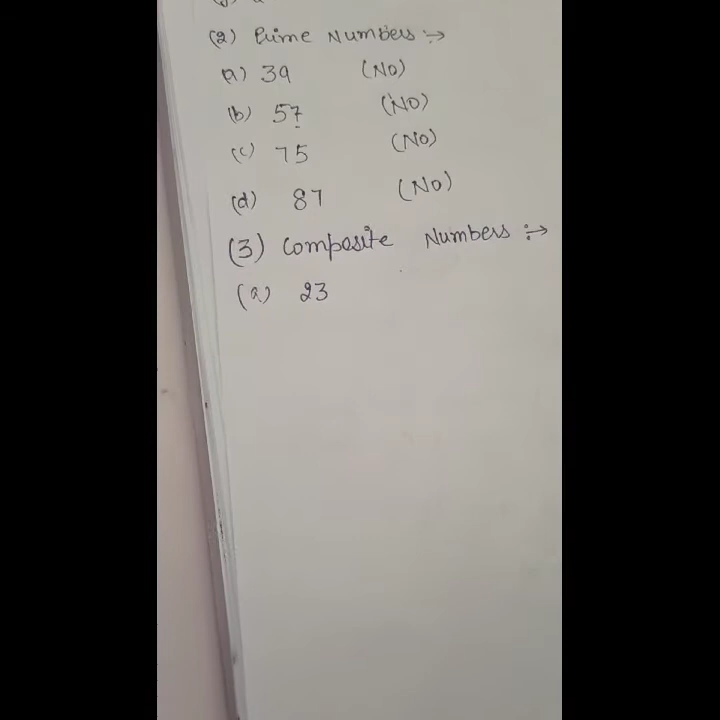 (2) Prime Numbers :→
(a) 39 (No)
(b) 57 (No)
(c) 75 (No)
(d) 87 (No)
(3) Composite Numbers :→
(a) 23